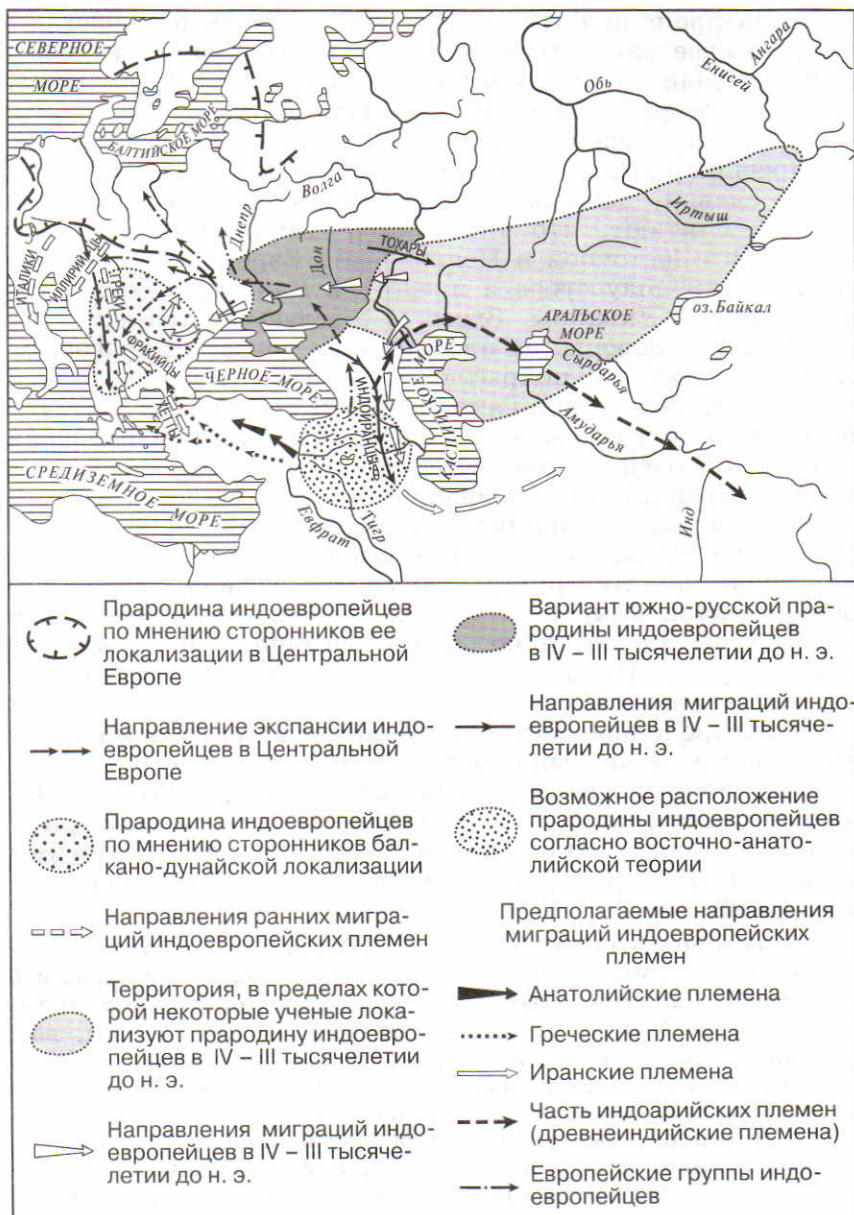 СЕВЕРНОЕ
МОРЕ
БАЛТИЙСКОЕ МОРЕ
Днепр
Волга
Дон
ТОХАРЫ
Обь
Енисей
Ангара
Иртыш
оз.Байкал
АРАЛЬСКОЕ
МОРЕ
Сырдарья
Амударья
ИТАЛИКИ
ИЛЛИРИЙЦЫ
ГРЕКИ
ФРАКИЙЦЫ
ХЕТЫ
ЧЕРНОЕ МОРЕ
ИНДОИРАНЦЫ
КАСПИЙСКОЕ
МОРЕ
СРЕДИЗЕМНОЕ МОРЕ
Евфрат
Тигр
Инд
Прародина индоевропейцев
по мнению сторонников ее
локализации в Центральной
Европе
Направление экспансии индо-
европейцев в Центральной
Европе
Прародина индоевропейцев
по мнению сторонников бал-
кано-дунайской локализации
Направления ранних мигра-
ций индоевропейских племен
Территория, в пределах кото-
рой некоторые ученые лока-
лизуют прародину индоевро-
пейцев в IV – III тысячелетии
до н. э.
Направления миграций индо-
европейцев в IV – III тысяче-
летии до н. э.
Вариант южно-русской пра-
родины индоевропейцев
в IV – III тысячелетии до н. э.
Направления миграций индо-
европейцев в IV – III тысяче-
летии до н. э.
Возможное расположение
прародины индоевропейцев
согласно восточно-анато-
лийской теории
Предполагаемые направления
миграций индоевропейских
племен
Анатолийские племена
Греческие племена
Иранские племена
Часть индоарийских племен
(древнеиндийские племена)
Европейские группы индо-
европейцев